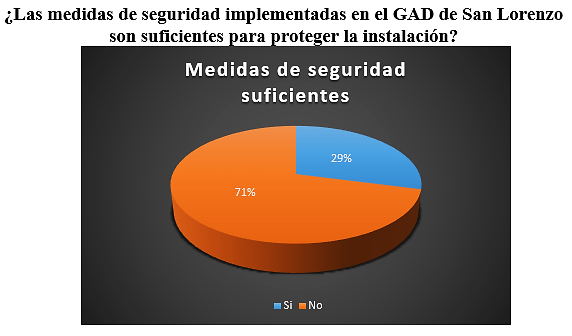 ¿Las medidas de seguridad implementadas en el GAD de San Lorenzo
son suficientes para proteger la instalación?
Medidas de seguridad
suficientes
29%
71%
Si No